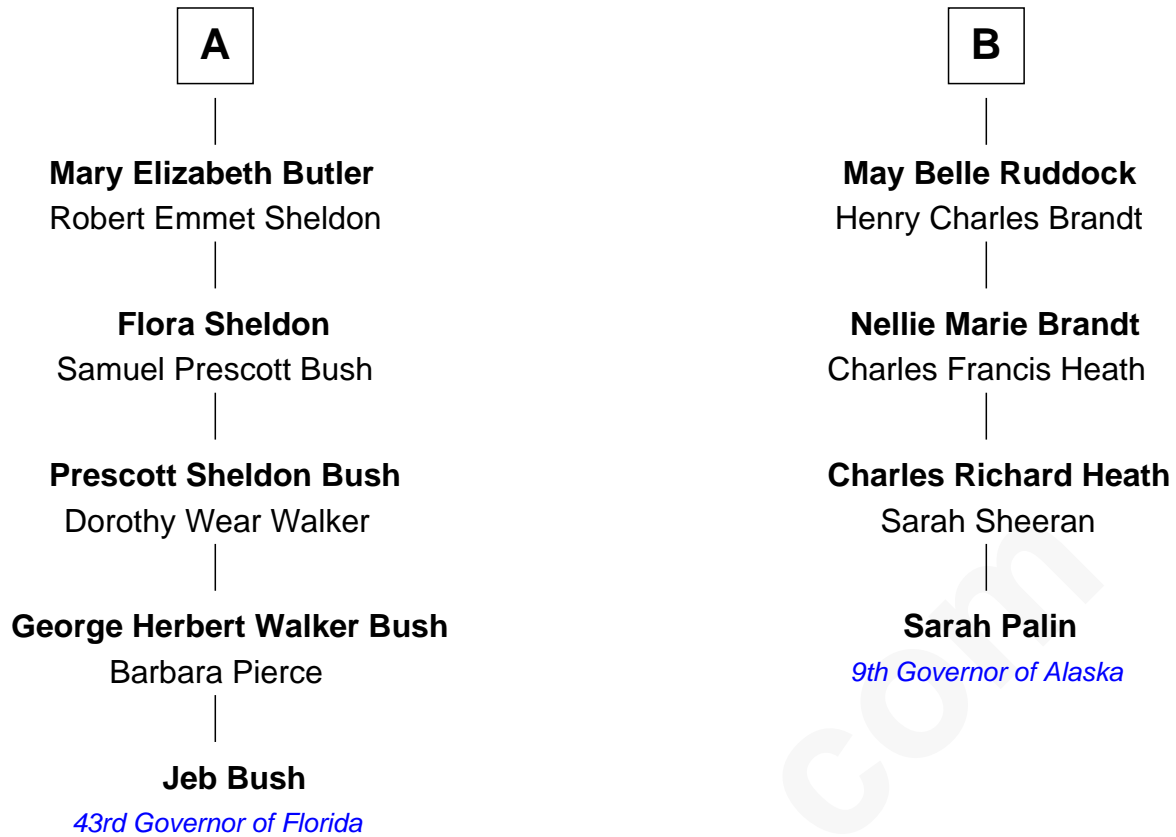 A
Mary Elizabeth Butler
Robert Emmet Sheldon
Flora Sheldon
Samuel Prescott Bush
Prescott Sheldon Bush
Dorothy Wear Walker
George Herbert Walker Bush
Barbara Pierce
Jeb Bush
43rd Governor of Florida
B
May Belle Ruddock
Henry Charles Brandt
Nellie Marie Brandt
Charles Francis Heath
Charles Richard Heath
Sarah Sheeran
Sarah Palin
9th Governor of Alaska
com